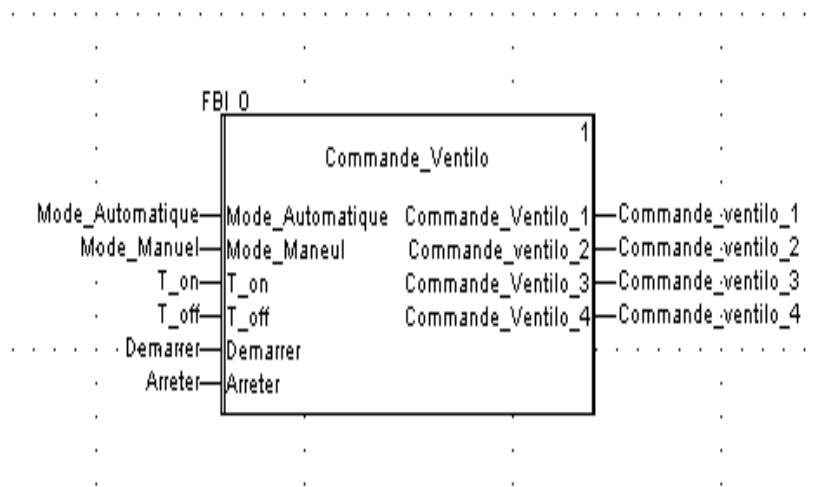 FBI_0
1
Commande_Ventilo
Mode_Automatique Mode_Automatique Commande_Ventilo_1 Commande_ventilo_1
Mode_Manuel Mode_Maneul Commande_ventilo_2 Commande_ventilo_2
T_on T_on Commande_Ventilo_3 Commande_ventilo_3
T_off T_off Commande_Ventilo_4 Commande_ventilo_4
Demarrer Demarrer
Arreter Arreter